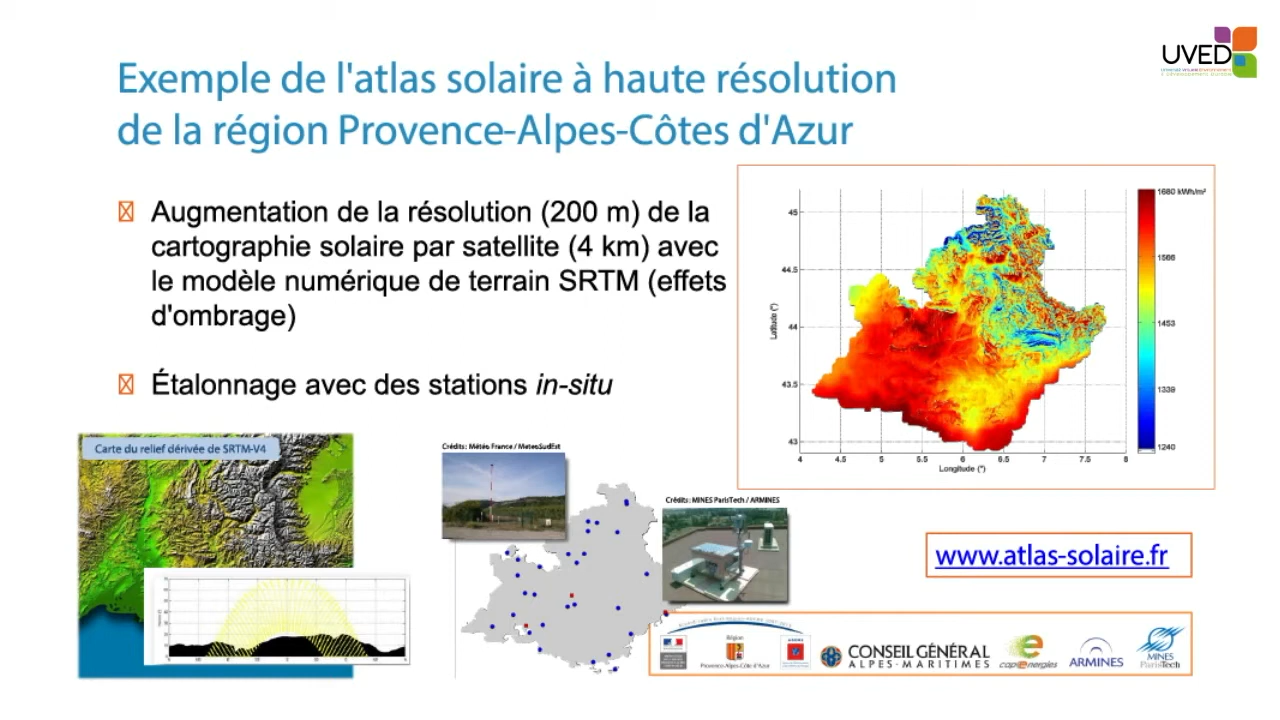 UVED
Exemple de l'atlas solaire à haute résolution
de la région Provence-Alpes-Côtes d'Azur
Augmentation de la résolution (200 m) de la
cartographie solaire par satellite (4 km) avec
le modèle numérique de terrain SRTM (effets
d'ombrage)
Étalonnage avec des stations in-situ
45
44.5
44
43.5
43
4
4.5
5
5.5
6
6.5
7
7.5
8
Latitude (°)
Longitude (°)
1680 kWh/m²
1566
1453
1339
1240
Carte du relief dérivée de SRTM-V4
Crédits : Météo France / MeteoSudEst
Crédits : MINES ParisTech / ARMINES
www.atlas-solaire.fr
Région
Provence-Alpes-Côte d'Azur
CONSEIL GÉNÉRAL
ALPES-MARITIMES
capenergies
ARMINES
MINES
ParisTech